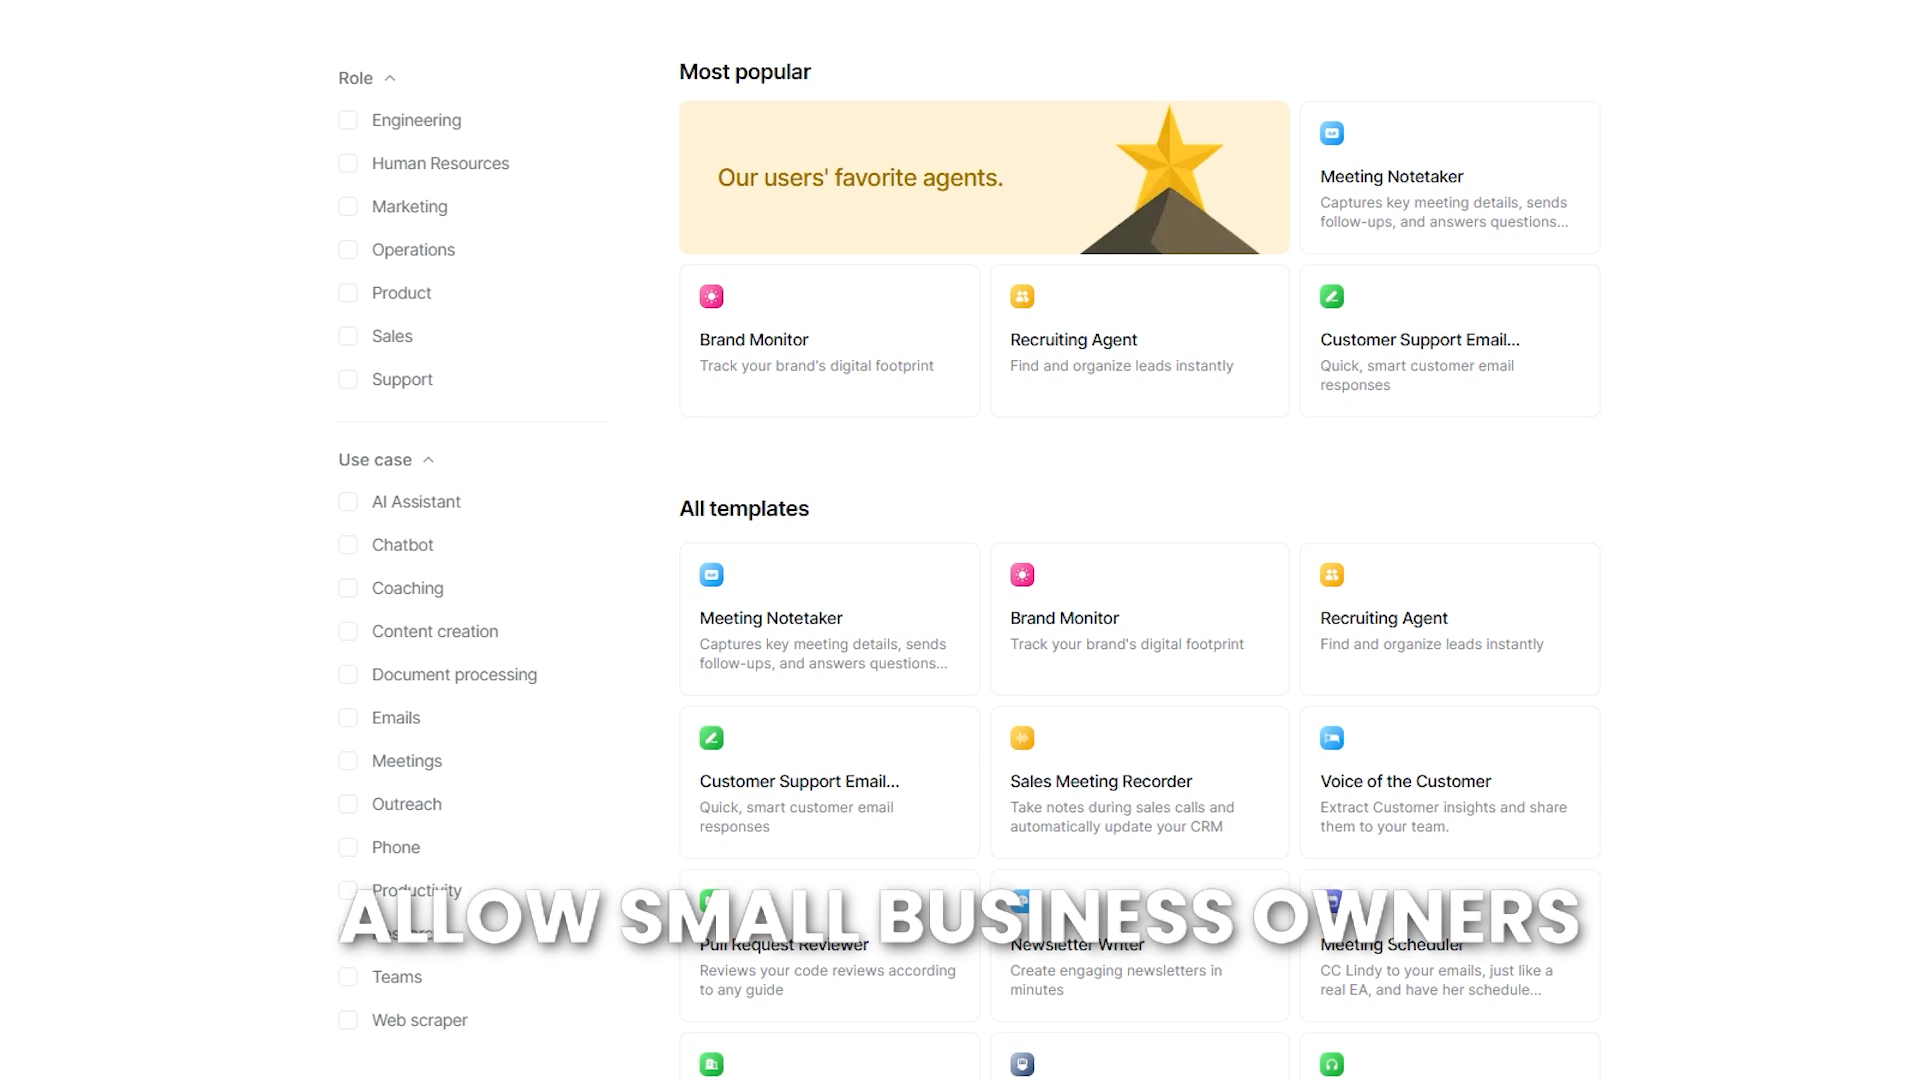 Role
Engineering
Human Resources
Marketing
Operations
Product
Sales
Support
Use case
AI Assistant
Chatbot
Coaching
Content creation
Document processing
Emails
Meetings
Outreach
Phone
Productivity
Teams
Web scraper
Most popular
Our users' favorite agents.
Meeting Notetaker
Captures key meeting details, sends
follow-ups, and answers questions...
Brand Monitor
Track your brand's digital footprint
Recruiting Agent
Find and organize leads instantly
Customer Support Email...
Quick, smart customer email
responses
All templates
Meeting Notetaker
Captures key meeting details, sends
follow-ups, and answers questions...
Brand Monitor
Track your brand's digital footprint
Recruiting Agent
Find and organize leads instantly
Customer Support Email...
Quick, smart customer email
responses
Sales Meeting Recorder
Take notes during sales calls and
automatically update your CRM
Voice of the Customer
Extract Customer insights and share
them to your team.
ALLOW SMALL BUSINESS OWNERS
Pull Request Reviewer
Reviews your code reviews according
to any guide
Newsletter Writer
Create engaging newsletters in
minutes
Meeting Scheduler
CC Lindy to your emails, just like a
real EA, and have her schedule...